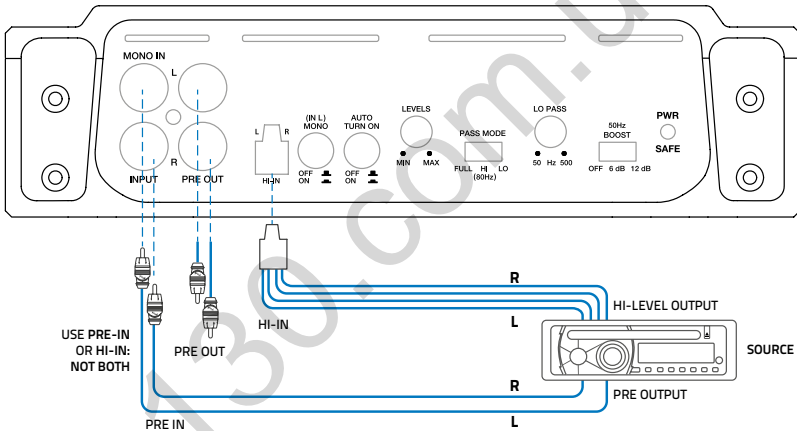 MONO IN
L
R
INPUT
PRE OUT
L R
HI-IN
(IN L)
MONO
OFF
ON
AUTO
TURN ON
OFF
ON
LEVELS
MIN MAX
PASS MODE
FULL HI LO
(80Hz)
LO PASS
50 Hz 500
50Hz
BOOST
OFF 6 dB 12 dB
PWR
SAFE
R
L
HI-IN
HI-LEVEL OUTPUT
SOURCE
USE PRE-IN
OR HI-IN:
NOT BOTH
PRE OUT
R
PRE OUTPUT
PRE IN
L
130.com.u